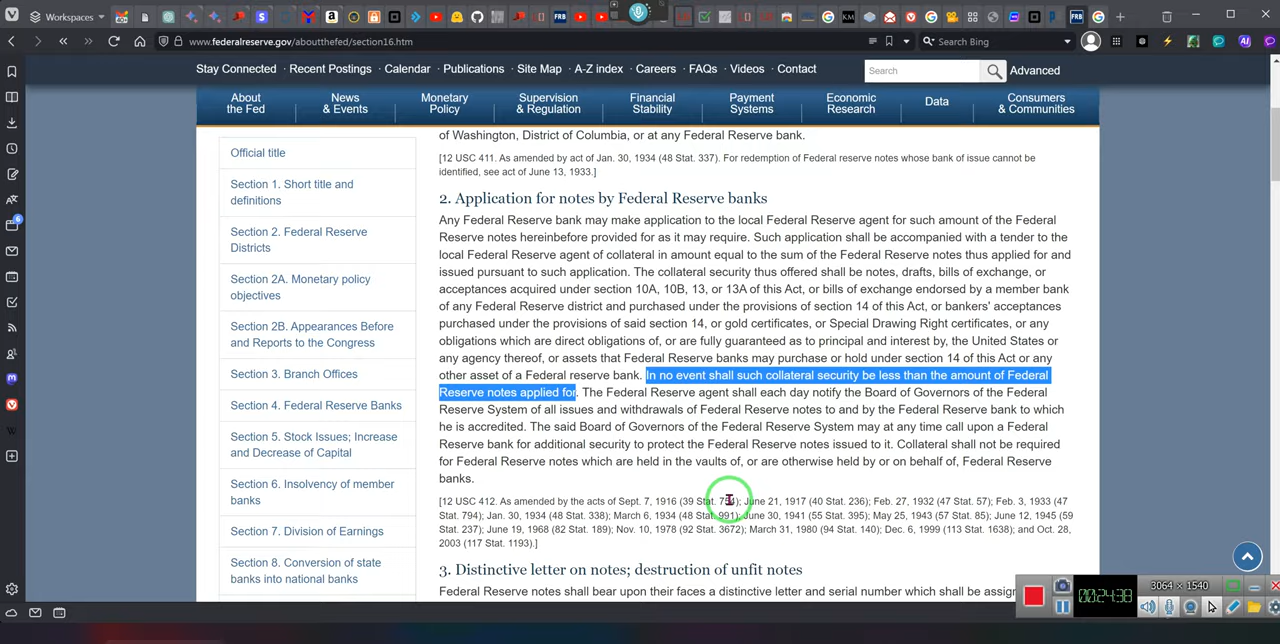 Workspaces
www.federalreserve.gov/aboutthefed/section16.htm
Search Bing
Stay Connected Recent Postings Calendar Publications Site Map A-Z index Careers FAQs Videos Contact
Search
Advanced
About
the Fed
News
& Events
Monetary
Policy
Supervision
& Regulation
Financial
Stability
Payment
Systems
Economic
Research
Data
Consumers
& Communities
Official title
Section 1. Short title and
definitions
Section 2. Federal Reserve
Districts
Section 2A. Monetary policy
objectives
Section 2B. Appearances Before
and Reports to the Congress
Section 3. Branch Offices
Section 4. Federal Reserve Banks
Section 5. Stock Issues; Increase
and Decrease of Capital
Section 6. Insolvency of member
banks
Section 7. Division of Earnings
Section 8. Conversion of state
banks into national banks
of Washington, District of Columbia, or at any Federal Reserve bank.
[12 USC 411. As amended by act of Jan. 30, 1934 (48 Stat. 337). For redemption of Federal reserve notes whose bank of issue cannot be
identified, see act of June 13, 1933.]
2. Application for notes by Federal Reserve banks
Any Federal Reserve bank may make application to the local Federal Reserve agent for such amount of the Federal
Reserve notes hereinbefore provided for as it may require. Such application shall be accompanied with a tender to the
local Federal Reserve agent of collateral in amount equal to the sum of the Federal Reserve notes thus applied for and
issued pursuant to such application. The collateral security thus offered shall be notes, drafts, bills of exchange, or
acceptances acquired under section 10A, 10B, 13, or 13A of this Act, or bills of exchange endorsed by a member bank
of any Federal Reserve district and purchased under the provisions of section 14 of this Act, or bankers' acceptances
purchased under the provisions of said section 14, or gold certificates, or Special Drawing Right certificates, or any
obligations which are direct obligations of, or are fully guaranteed as to principal and interest by, the United States or
any agency thereof, or assets that Federal Reserve banks may purchase or hold under section 14 of this Act or any
other asset of a Federal reserve bank. In no event shall such collateral security be less than the amount of Federal
Reserve notes applied for. The Federal Reserve agent shall each day notify the Board of Governors of the Federal
Reserve System of all issues and withdrawals of Federal Reserve notes to and by the Federal Reserve bank to which
he is accredited. The said Board of Governors of the Federal Reserve System may at any time call upon a Federal
Reserve bank for additional security to protect the Federal Reserve notes issued to it. Collateral shall not be required
for Federal Reserve notes which are held in the vaults of, or are otherwise held by or on behalf of, Federal Reserve
banks.
[12 USC 412. As amended by the acts of Sept. 7, 1916 (39 Stat. 754); June 21, 1917 (40 Stat. 236); Feb. 27, 1932 (47 Stat. 57); Feb. 3, 1933 (47
Stat. 794); Jan. 30, 1934 (48 Stat. 338); March 6, 1934 (48 Stat. 991); June 30, 1941 (55 Stat. 395); May 25, 1943 (57 Stat. 85); June 12, 1945 (59
Stat. 237); June 19, 1968 (82 Stat. 189); Nov. 10, 1978 (92 Stat. 3672); March 31, 1980 (94 Stat. 140); Dec. 6, 1999 (113 Stat. 1638); and Oct. 28,
2003 (117 Stat. 1193).]
3. Distinctive letter on notes; destruction of unfit notes
Federal Reserve notes shall bear upon their faces a distinctive letter and serial number which shall be
00:24:38
3064 × 1540